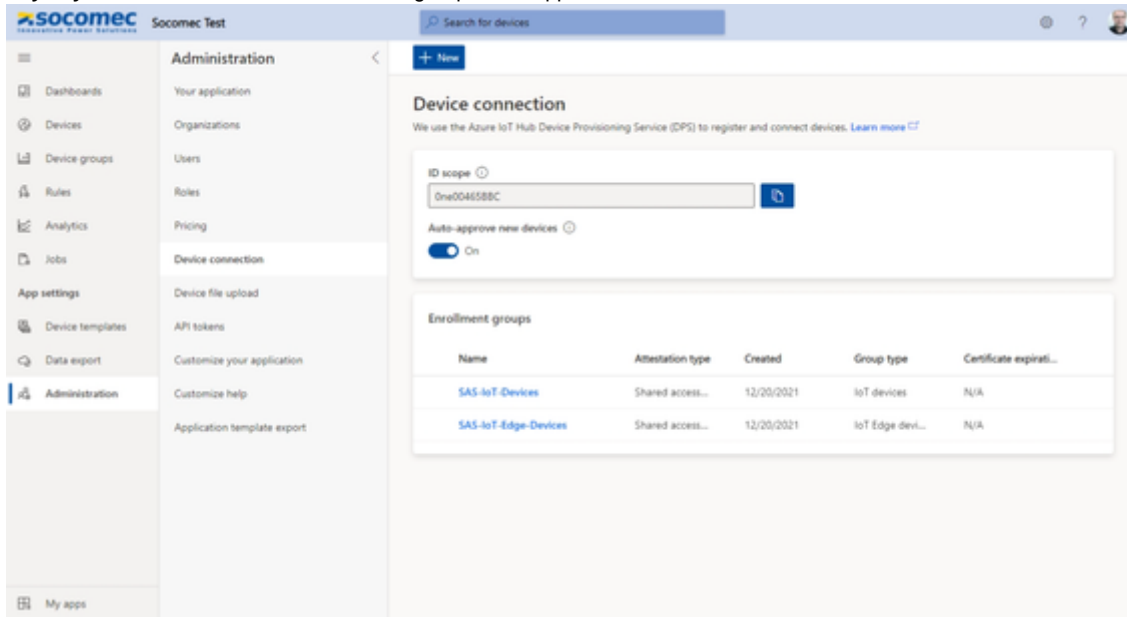 socomec
Innovative Power Solutions
Socomec Test
Search for devices
?
Dashboards
Devices
Device groups
Rules
Analytics
Jobs
App settings
Device templates
Data export
Administration
My apps
Administration
Your application
Organizations
Users
Roles
Pricing
Device connection
Device file upload
API tokens
Customize your application
Customize help
Application template export
+ New
Device connection
We use the Azure IoT Hub Device Provisioning Service (DPS) to register and connect devices. Learn more
ID scope
0ne00465BBC
Auto-approve new devices
On
Enrollment groups
Name Attestation type Created Group type Certificate expirati...
SAS-IoT-Devices Shared access... 12/20/2021 IoT devices N/A
SAS-IoT-Edge-Devices Shared access... 12/20/2021 IoT Edge devi... N/A